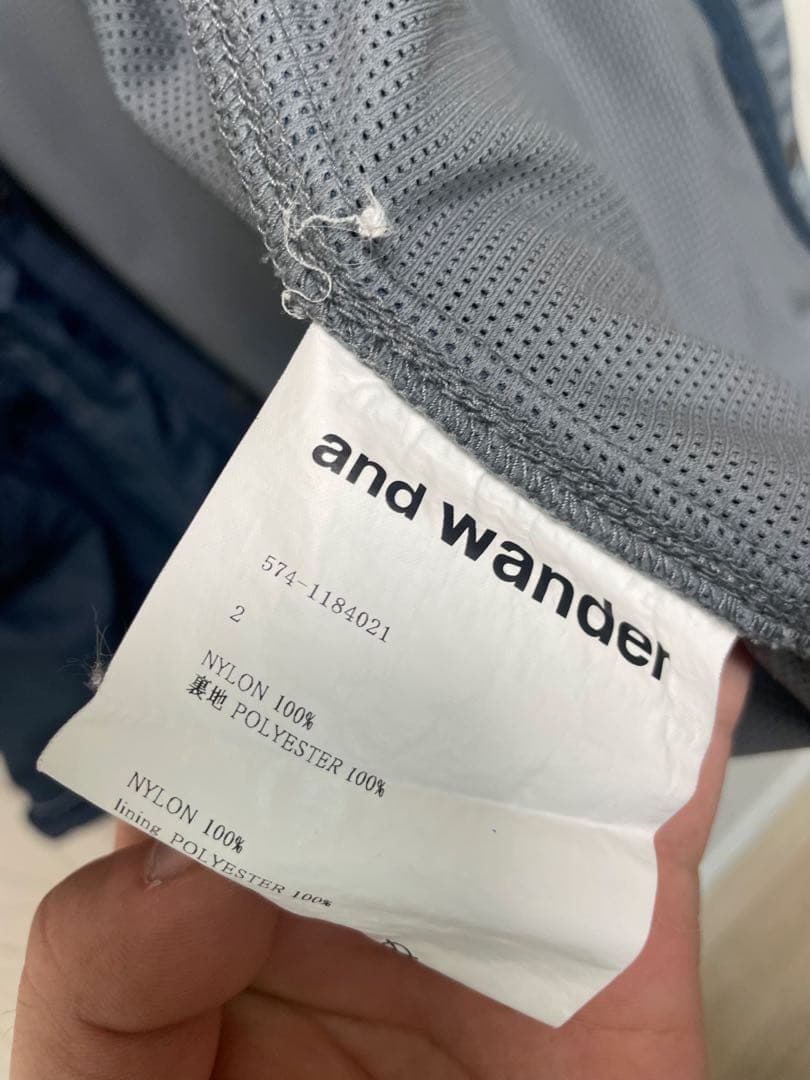 and wander
574-1184021
2
NYLON 100%
裏地 POLYESTER 100%
NYLON 100%
lining POLYESTER 100%